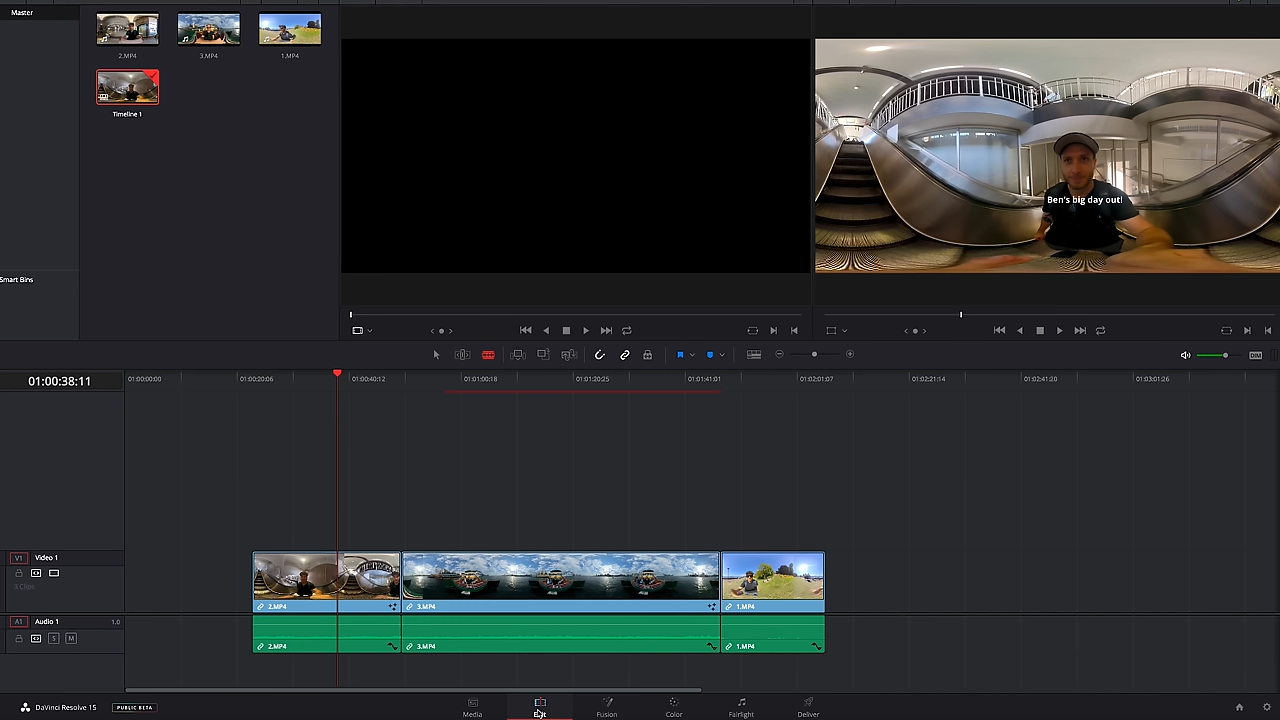 Master
2.MP4
3.MP4
1.MP4
Timeline 1
Smart Bins
Ben's big day out!
DIM
01:00:38:11
01:00:00:00
01:00:20:06
01:00:40:12
01:01:00:18
01:01:20:25
01:01:41:01
01:02:01:07
01:02:21:14
01:02:41:20
01:03:01:26
V1
Video 1
3 Clips
2.MP4
3.MP4
1.MP4
A1
Audio 1
1.0
S
M
2.MP4
3.MP4
1.MP4
DaVinci Resolve 15
PUBLIC BETA
Media
Edit
Fusion
Color
Fairlight
Deliver